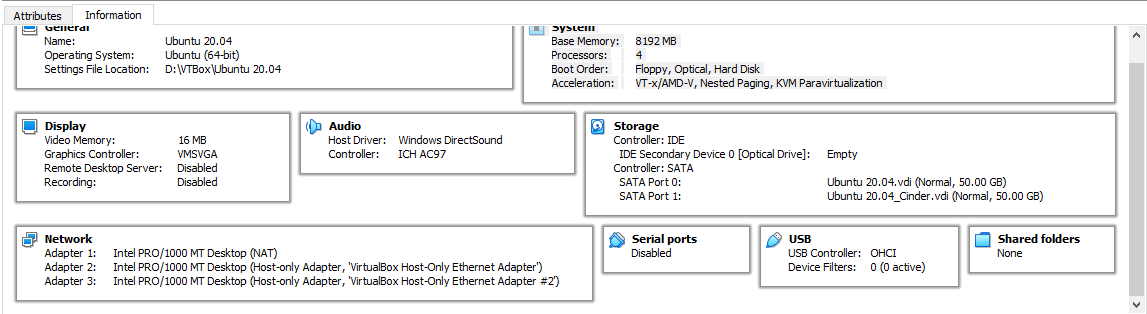 Attributes
Information
General
Name: Ubuntu 20.04
Operating System: Ubuntu (64-bit)
Settings File Location: D:\VTBox\Ubuntu 20.04
System
Base Memory: 8192 MB
Processors: 4
Boot Order: Floppy, Optical, Hard Disk
Acceleration: VT-x/AMD-V, Nested Paging, KVM Paravirtualization
Display
Video Memory: 16 MB
Graphics Controller: VMSVGA
Remote Desktop Server: Disabled
Recording: Disabled
Audio
Host Driver: Windows DirectSound
Controller: ICH AC97
Storage
Controller: IDE
IDE Secondary Device 0 [Optical Drive]: Empty
Controller: SATA
SATA Port 0: Ubuntu 20.04.vdi (Normal, 50.00 GB)
SATA Port 1: Ubuntu 20.04_Cinder.vdi (Normal, 50.00 GB)
Network
Adapter 1: Intel PRO/1000 MT Desktop (NAT)
Adapter 2: Intel PRO/1000 MT Desktop (Host-only Adapter, 'VirtualBox Host-Only Ethernet Adapter')
Adapter 3: Intel PRO/1000 MT Desktop (Host-only Adapter, 'VirtualBox Host-Only Ethernet Adapter #2')
Serial ports
Disabled
USB
USB Controller: OHCI
Device Filters: 0 (0 active)
Shared folders
None